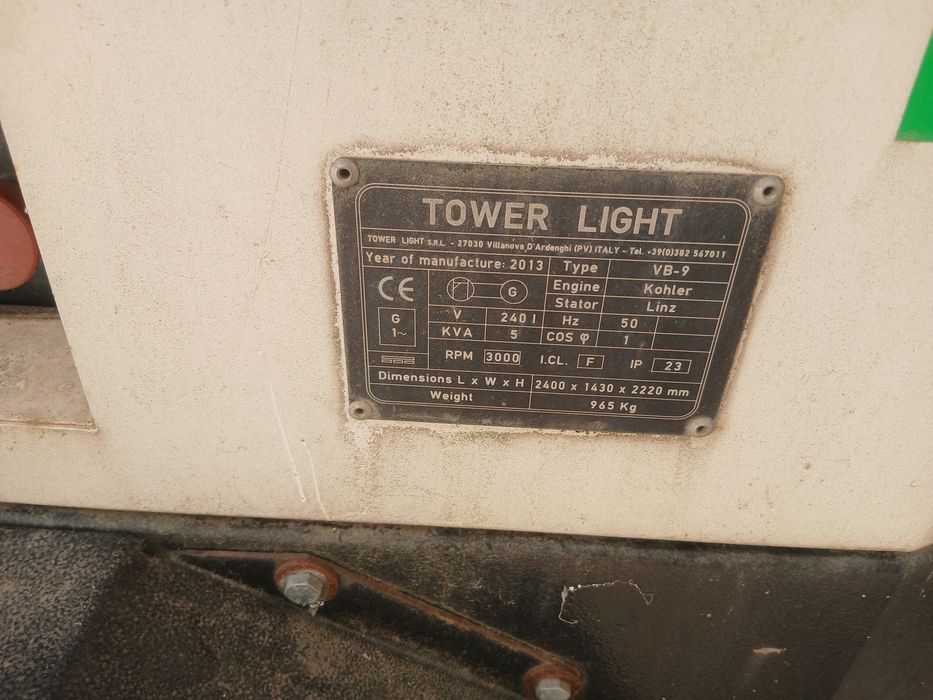 TOWER LIGHT
TOWER LIGHT S.R.L. - 27030 Villanova D'Ardenghi (PV) ITALY - Tel. +39(0)382 567011
Year of manufacture: 2013 Type VB-9
CE G Engine Kohler
Stator Linz
G 1~ V 240 I Hz 50
KVA 5 COS φ 1
RPM 3000 I.CL. F IP 23
Dimensions L x W x H 2400 x 1430 x 2220 mm
Weight 965 Kg